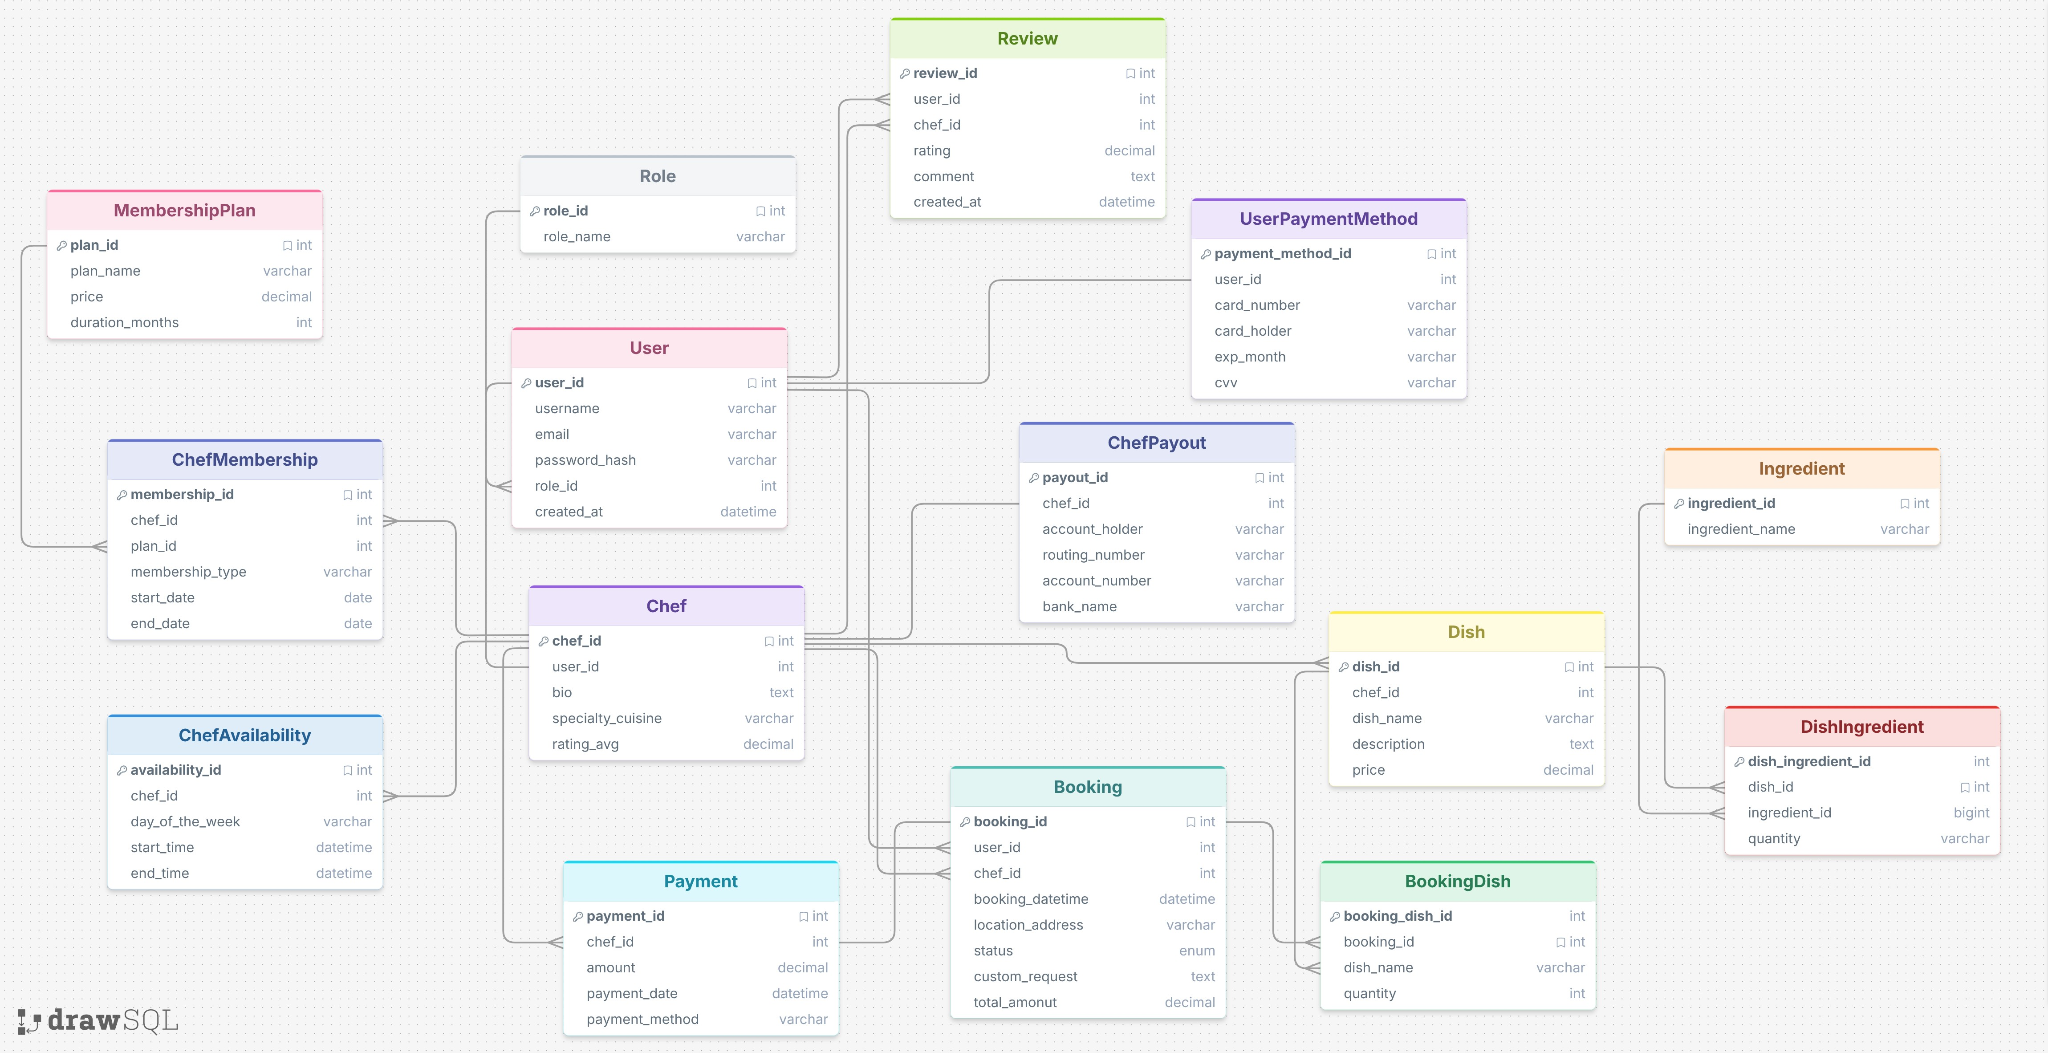 Review
review_id int
user_id int
chef_id int
rating decimal
comment text
created_at datetime
Role
role_id int
role_name varchar
MembershipPlan
plan_id int
plan_name varchar
price decimal
duration_months int
UserPaymentMethod
payment_method_id int
user_id int
card_number varchar
card_holder varchar
exp_month varchar
cvv varchar
User
user_id int
username varchar
email varchar
password_hash varchar
role_id int
created_at datetime
ChefMembership
membership_id int
chef_id int
plan_id int
membership_type varchar
start_date date
end_date date
ChefPayout
payout_id int
chef_id int
account_holder varchar
routing_number varchar
account_number varchar
bank_name varchar
Ingredient
ingredient_id int
ingredient_name varchar
Chef
chef_id int
user_id int
bio text
specialty_cuisine varchar
rating_avg decimal
Dish
dish_id int
chef_id int
dish_name varchar
description text
price decimal
ChefAvailability
availability_id int
chef_id int
day_of_the_week varchar
start_time datetime
end_time datetime
DishIngredient
dish_ingredient_id int
dish_id int
ingredient_id bigint
quantity varchar
Booking
booking_id int
user_id int
chef_id int
booking_datetime datetime
location_address varchar
status enum
custom_request text
total_amonut decimal
Payment
payment_id int
chef_id int
amount decimal
payment_date datetime
payment_method varchar
BookingDish
booking_dish_id int
booking_id int
dish_name varchar
quantity int
drawSQL